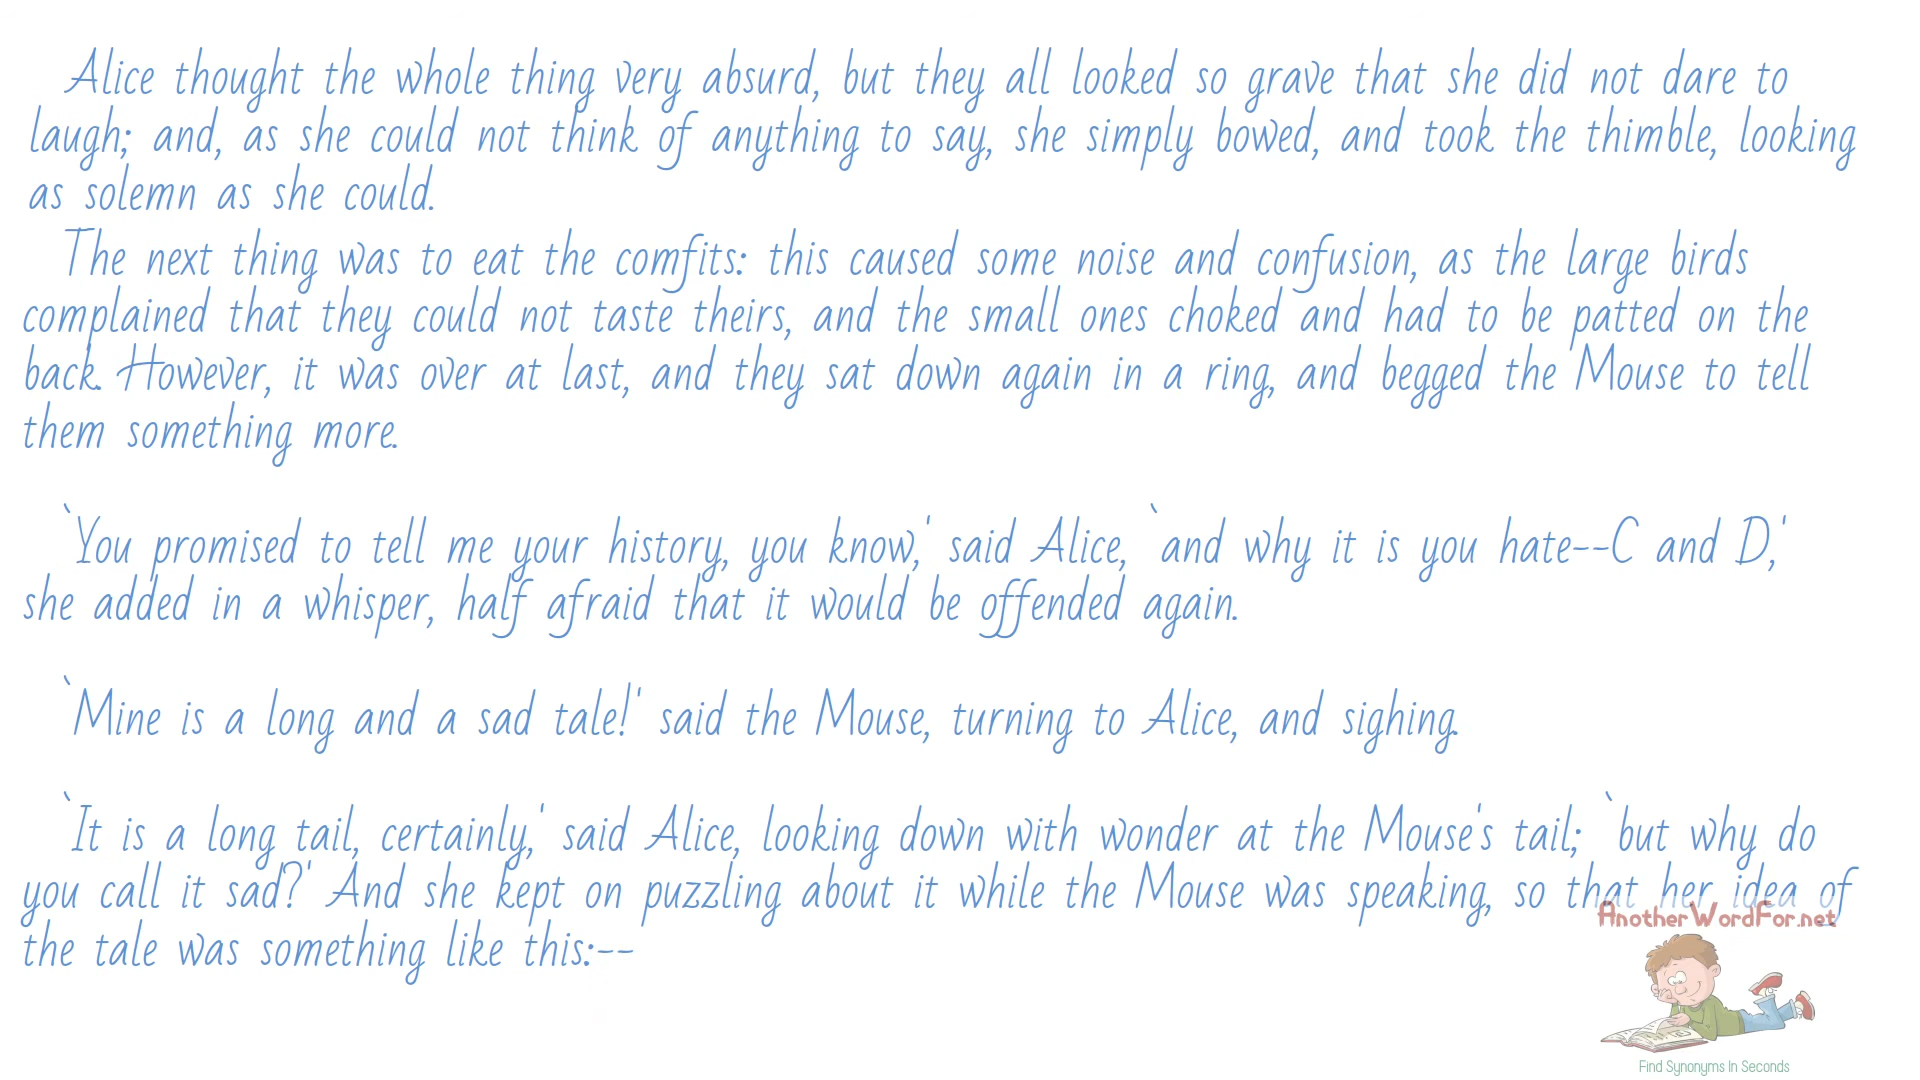 Alice thought the whole thing very absurd, but they all looked so grave that she did not dare to
laugh; and, as she could not think of anything to say, she simply bowed, and took the thimble, looking
as solemn as she could.
The next thing was to eat the comfits: this caused some noise and confusion, as the large birds
complained that they could not taste theirs, and the small ones choked and had to be patted on the
back. However, it was over at last, and they sat down again in a ring, and begged the Mouse to tell
them something more.
`You promised to tell me your history, you know,' said Alice, `and why it is you hate--C and D,'
she added in a whisper, half afraid that it would be offended again.
`Mine is a long and a sad tale!' said the Mouse, turning to Alice, and sighing.
`It is a long tail, certainly,' said Alice, looking down with wonder at the Mouse's tail; `but why do
you call it sad?' And she kept on puzzling about it while the Mouse was speaking, so that her idea of
the tale was something like this:--
AnotherWordFor.net
Find Synonyms In Seconds